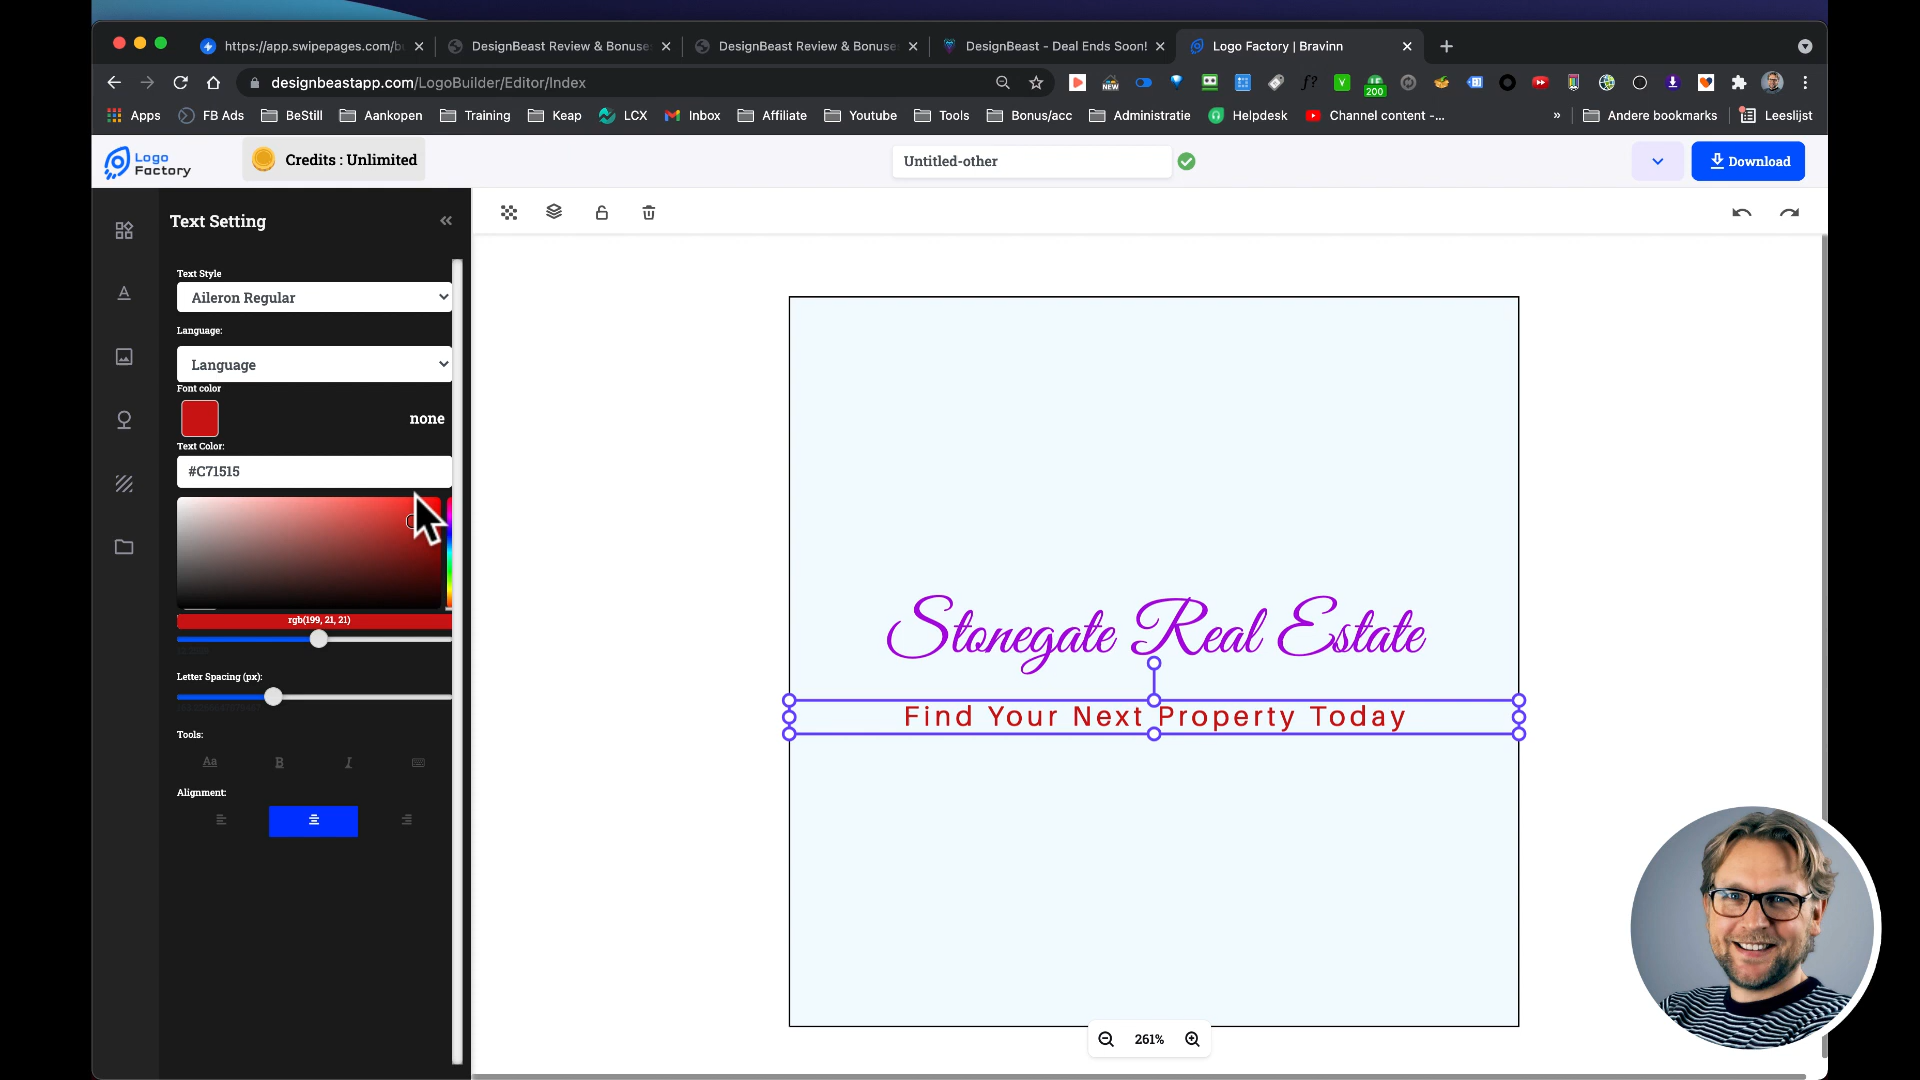 https://app.swipepages.com/b
DesignBeast Review & Bonuse
DesignBeast Review & Bonuse
DesignBeast - Deal Ends Soon!
Logo Factory | Bravinn
designbeastapp.com/LogoBuilder/Editor/Index
NEW
200
Apps
FB Ads
BeStill
Aankopen
Training
Keap
LCX
Inbox
Affiliate
Youtube
Tools
Bonus/acc
Administratie
Helpdesk
Channel content -...
»
Andere bookmarks
Leeslijst
Logo
Factory
Credits : Unlimited
Untitled-other
Download
Text Setting
Text Style
Aileron Regular
Language:
Language
Font color
none
Text Color:
#C71515
rgb(199, 21, 21)
Letter Spacing (px):
Tools:
Aa B I
Alignment:
Stonegate Real Estate
Find Your Next Property Today
261%